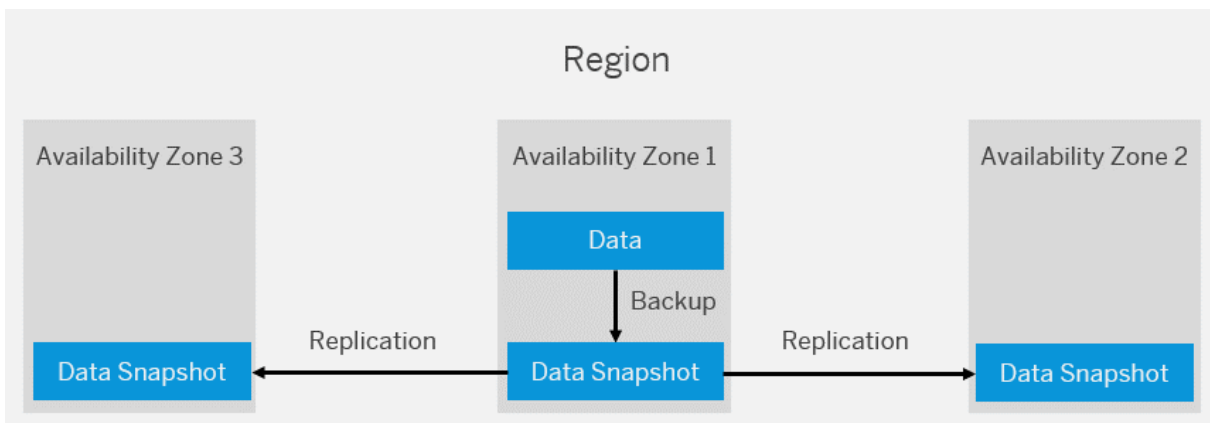 Region
Availability Zone 3
Availability Zone 1
Availability Zone 2
Data
Backup
Replication
Replication
Data Snapshot
Data Snapshot
Data Snapshot